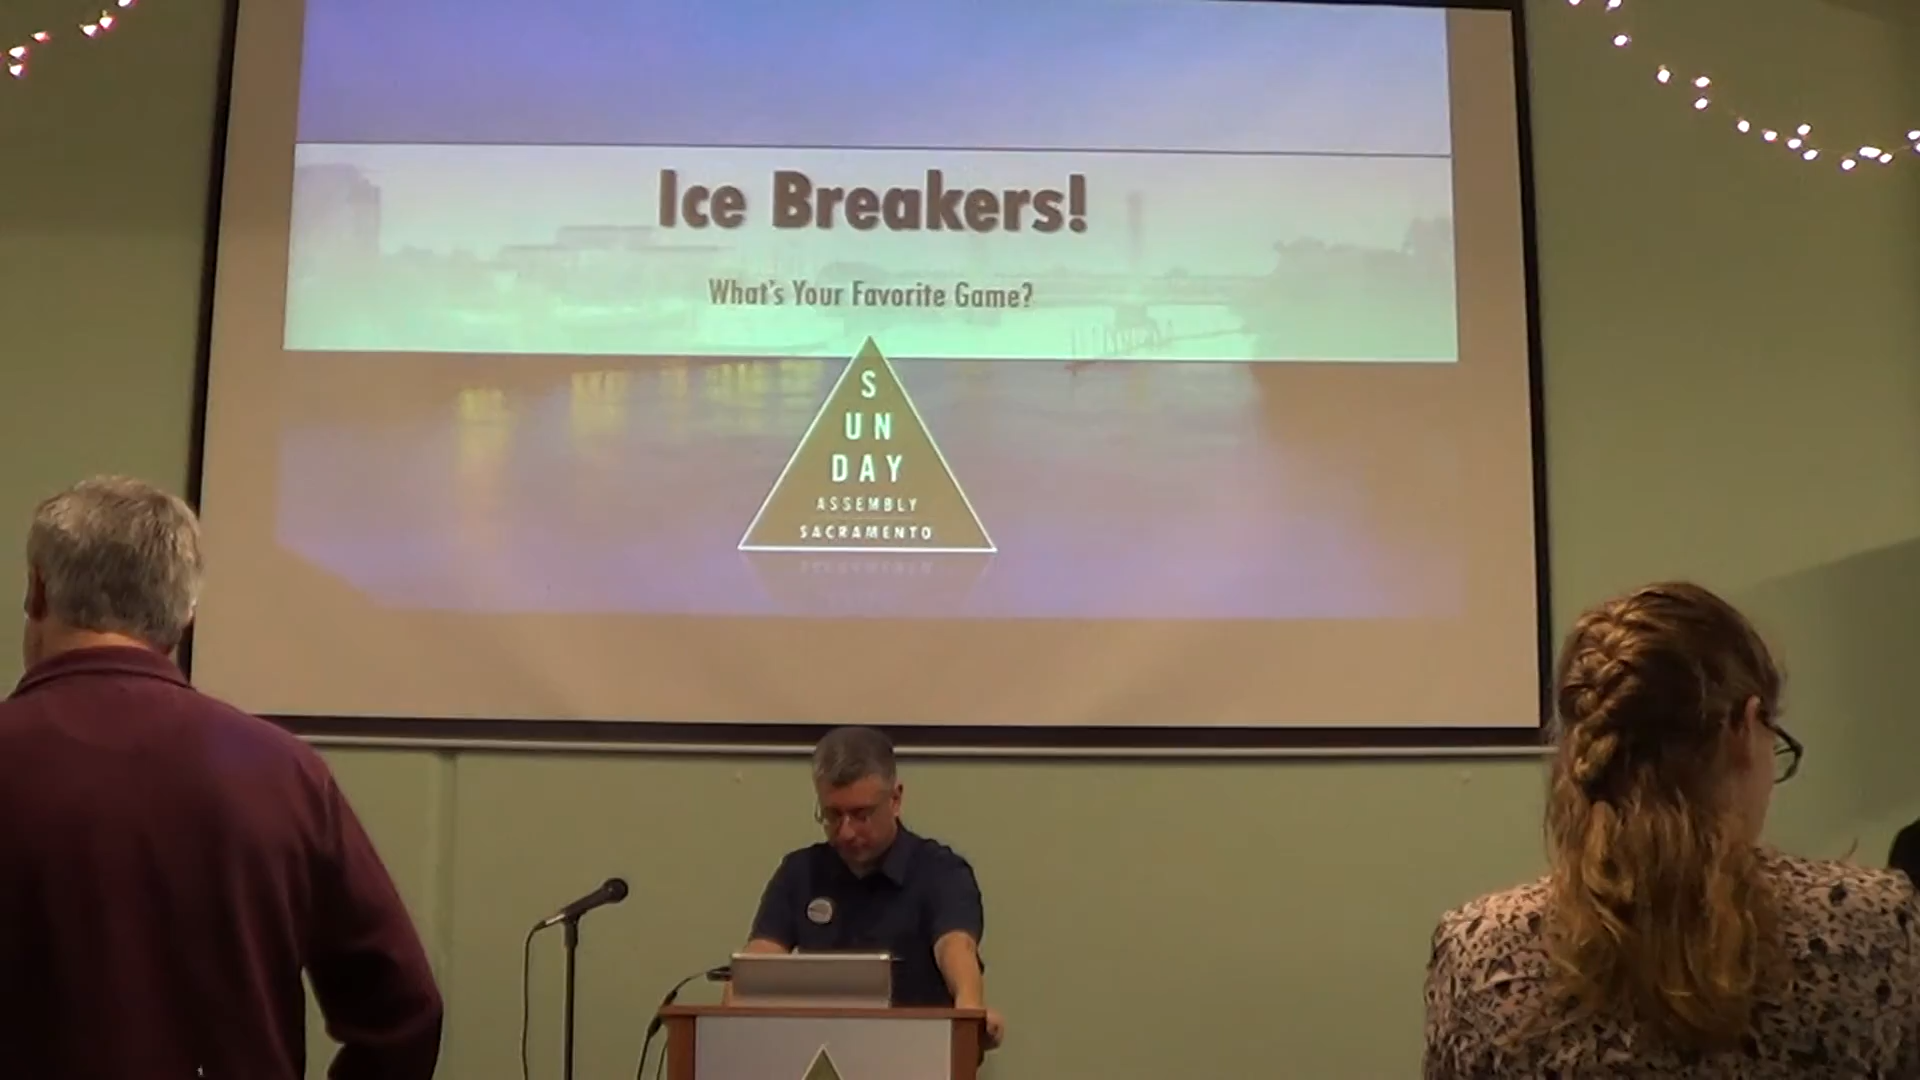 Ice Breakers!
What's Your Favorite Game?
S
UN
DAY
ASSEMBLY
SACRAMENTO